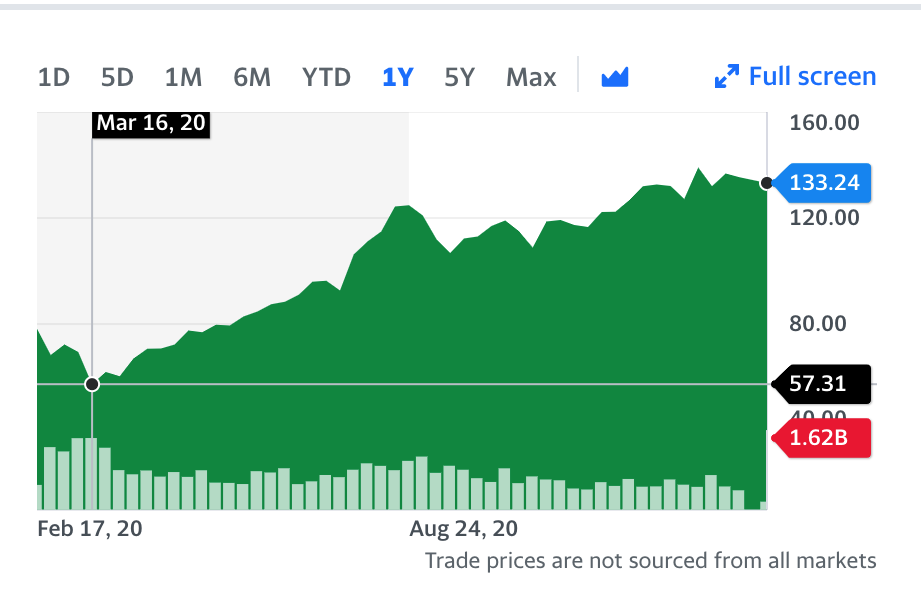 1D 5D 1M 6M YTD 1Y 5Y Max Full screen
Mar 16, 20
160.00
133.24
120.00
80.00
57.31
40.00
1.62B
Feb 17, 20 Aug 24, 20
Trade prices are not sourced from all markets